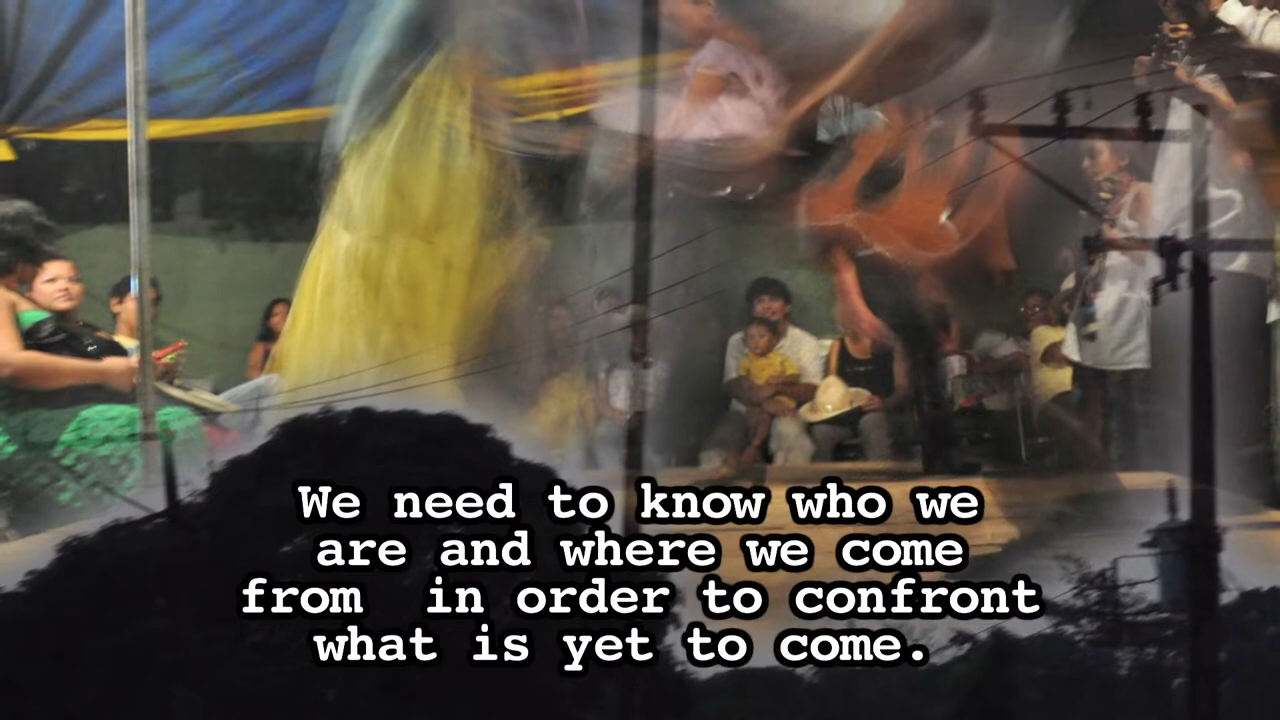 We need to know who we
are and where we come
from  in order to confront
what is yet to come.